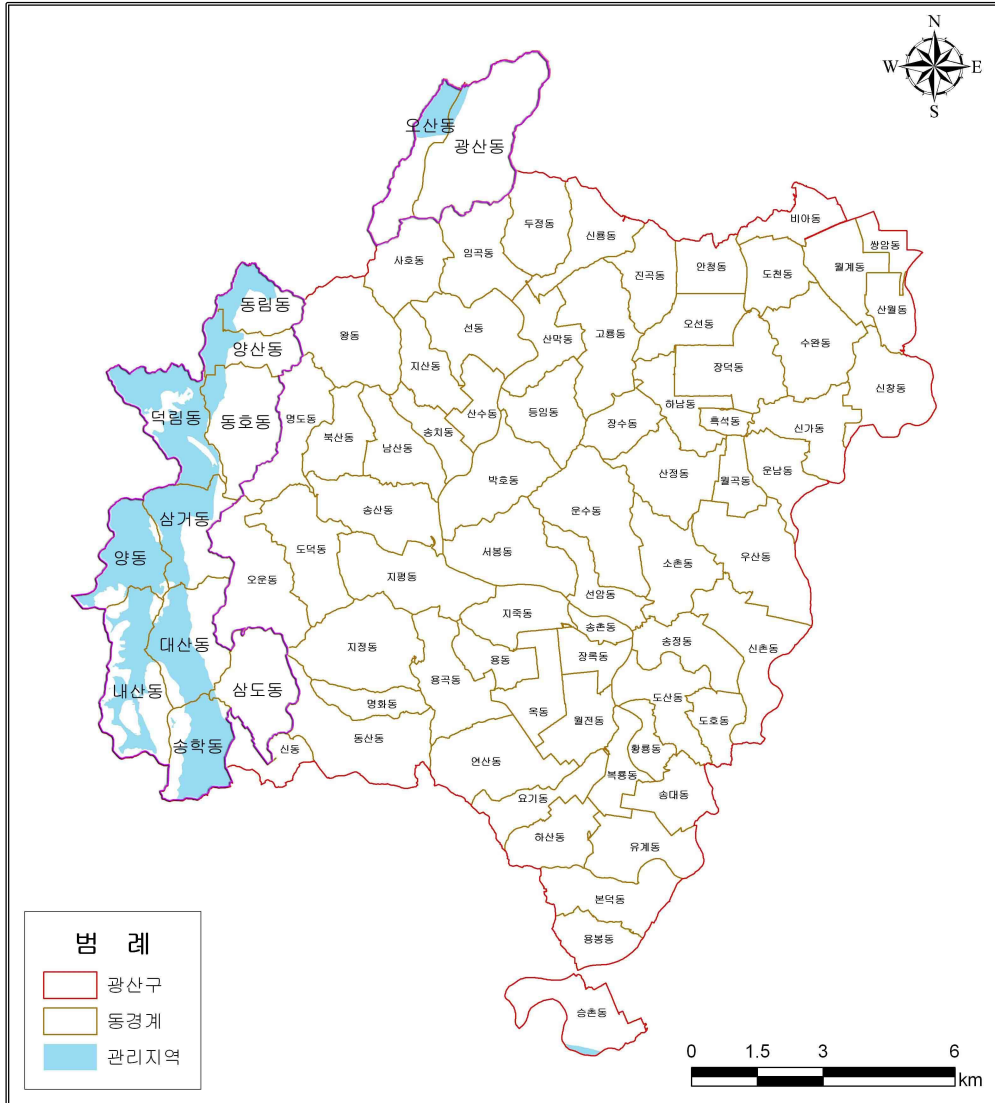 N
W E
S
오산동
광산동
비아동
두정동
신룡동
쌍암동
사호동
임곡동
진곡동
안청동
도천동
월계동
동림동
산월동
왕동
선동
산막동
고룡동
오선동
양산동
지산동
장덕동
수완동
신창동
덕림동
동호동
명도동
북산동
남산동
송치동
산수동
등임동
장수동
하남동
흑석동
신가동
박호동
산정동
월곡동
운남동
삼거동
송산동
운수동
양동
도덕동
서봉동
소촌동
우산동
오운동
지평동
선암동
대산동
지정동
지죽동
송촌동
송정동
신촌동
용동
장록동
내산동
삼도동
용곡동
명화동
옥동
월전동
도산동
도호동
송학동
신동
동산동
연산동
황룡동
복룡동
송대동
요기동
하산동
유계동
본덕동
용봉동
승촌동
범 례
광산구
동경계
관리지역
0 1.5 3 6
km